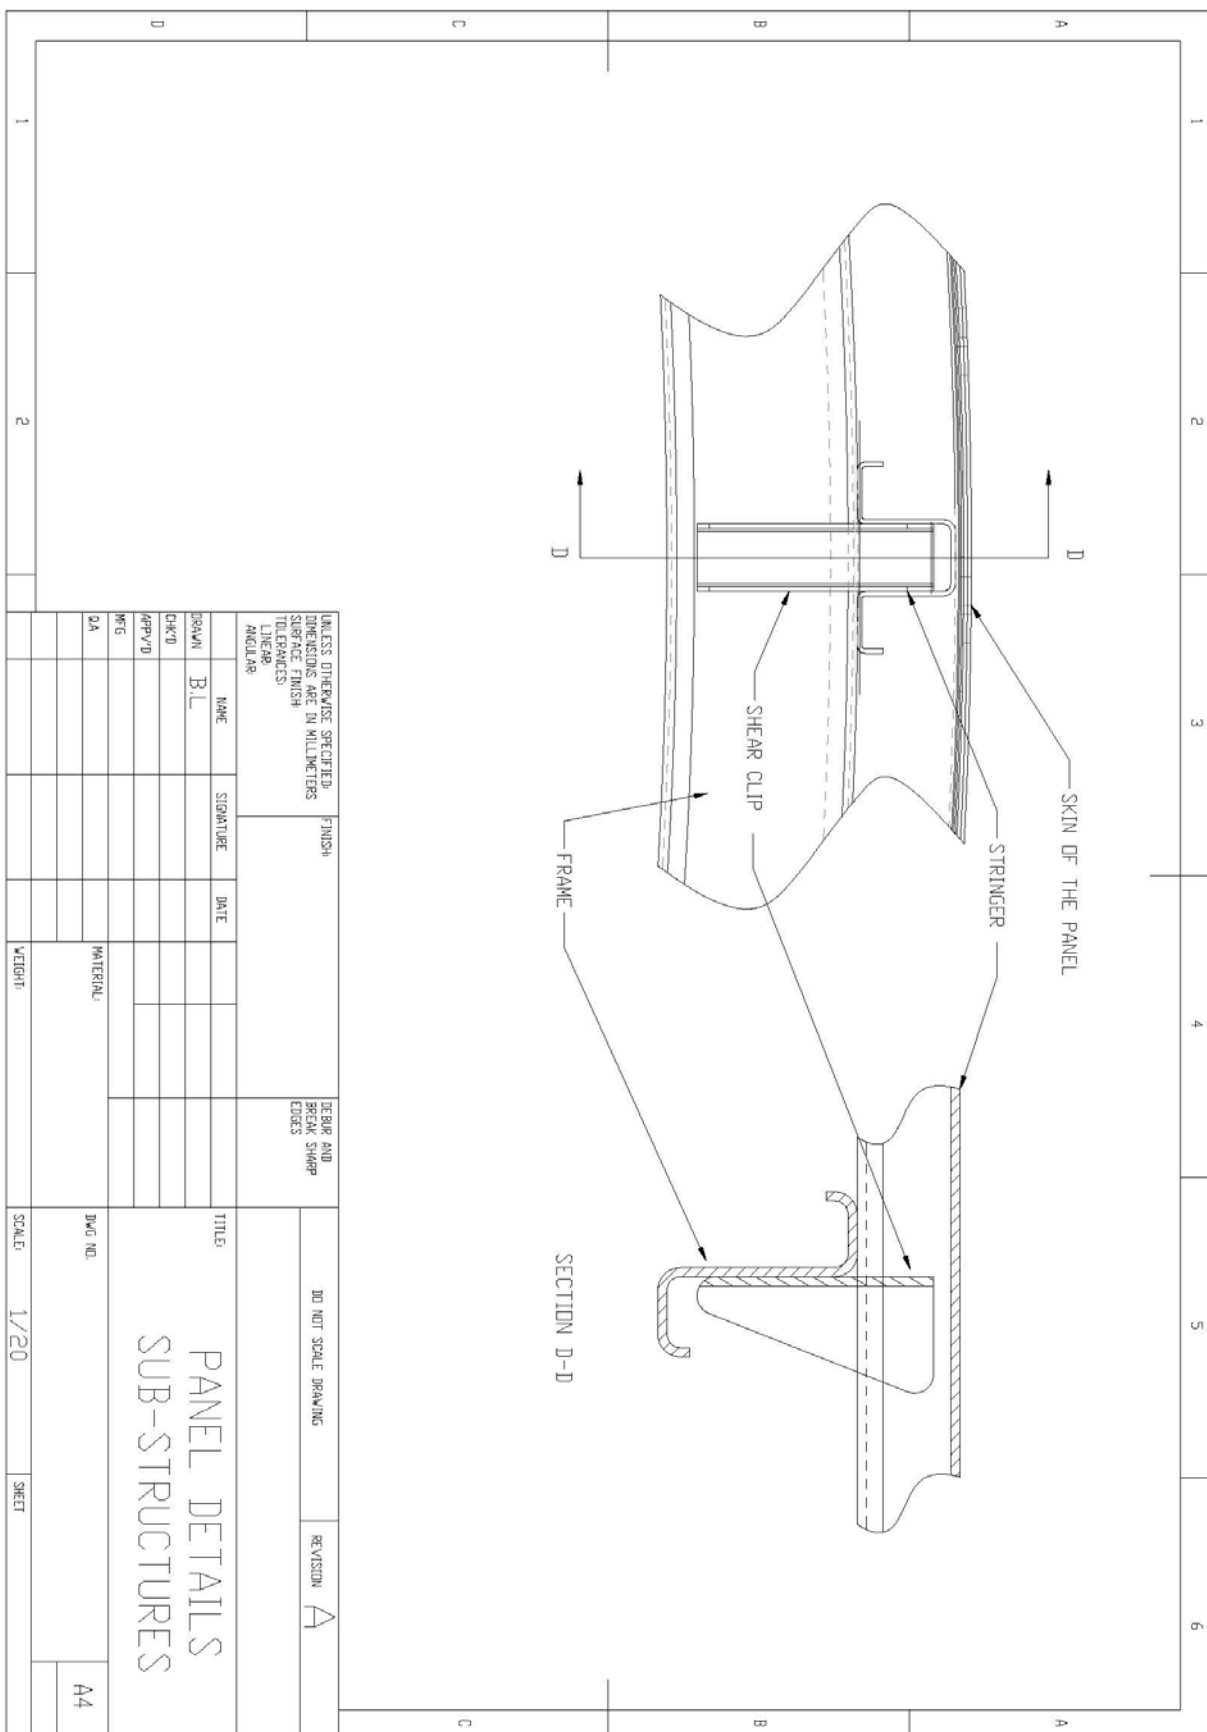 1
2
3
4
5
6
A
A
B
B
C
C
D
1
2
D
D
SKIN OF THE PANEL
STRINGER
SHEAR CLIP
FRAME
SECTION D-D
UNLESS OTHERWISE SPECIFIED:
DIMENSIONS ARE IN MILLIMETERS
SURFACE FINISH:
TOLERANCES:
LINEAR:
ANGULAR:
FINISH:
DEBUR AND
BREAK SHARP
EDGES
DO NOT SCALE DRAWING
REVISION A
NAME
SIGNATURE
DATE
DRAWN B.L
CHK'D
APPV'D
MFG
Q.A
TITLE:
PANEL DETAILS
SUB-STRUCTURES
MATERIAL:
DWG NO.
A4
WEIGHT:
SCALE: 1/20
SHEET